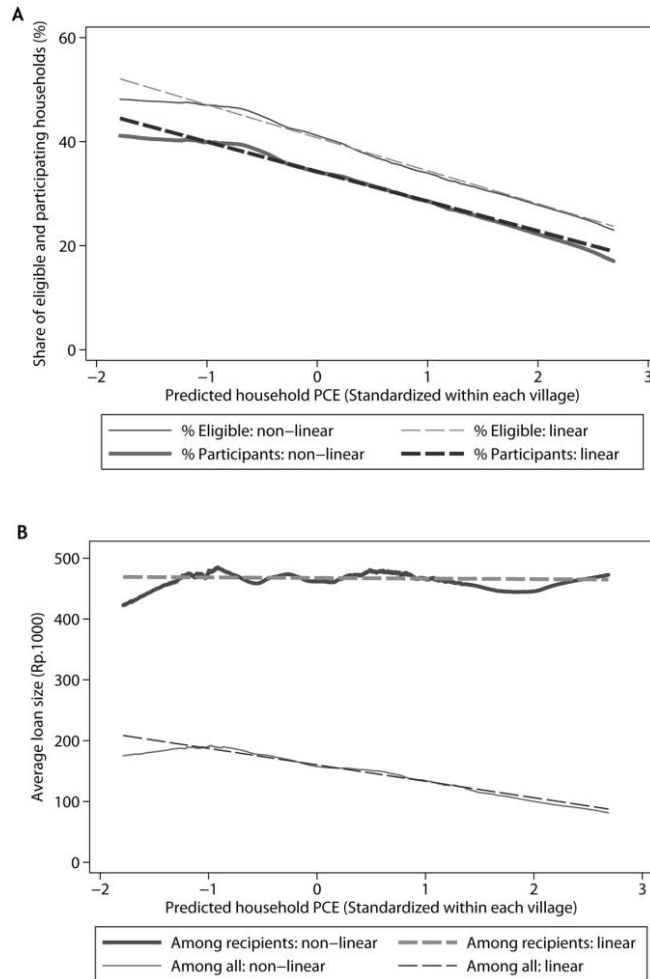 A
Share of eligible and participating households (%)
60
40
20
0
−2 −1 0 1 2 3
Predicted household PCE (Standardized within each village)
% Eligible: non−linear % Eligible: linear
% Participants: non−linear % Participants: linear
B
Average loan size (Rp.1000)
500
400
300
200
100
0
−2 −1 0 1 2 3
Predicted household PCE (Standardized within each village)
Among recipients: non−linear Among recipients: linear
Among all: non−linear Among all: linear